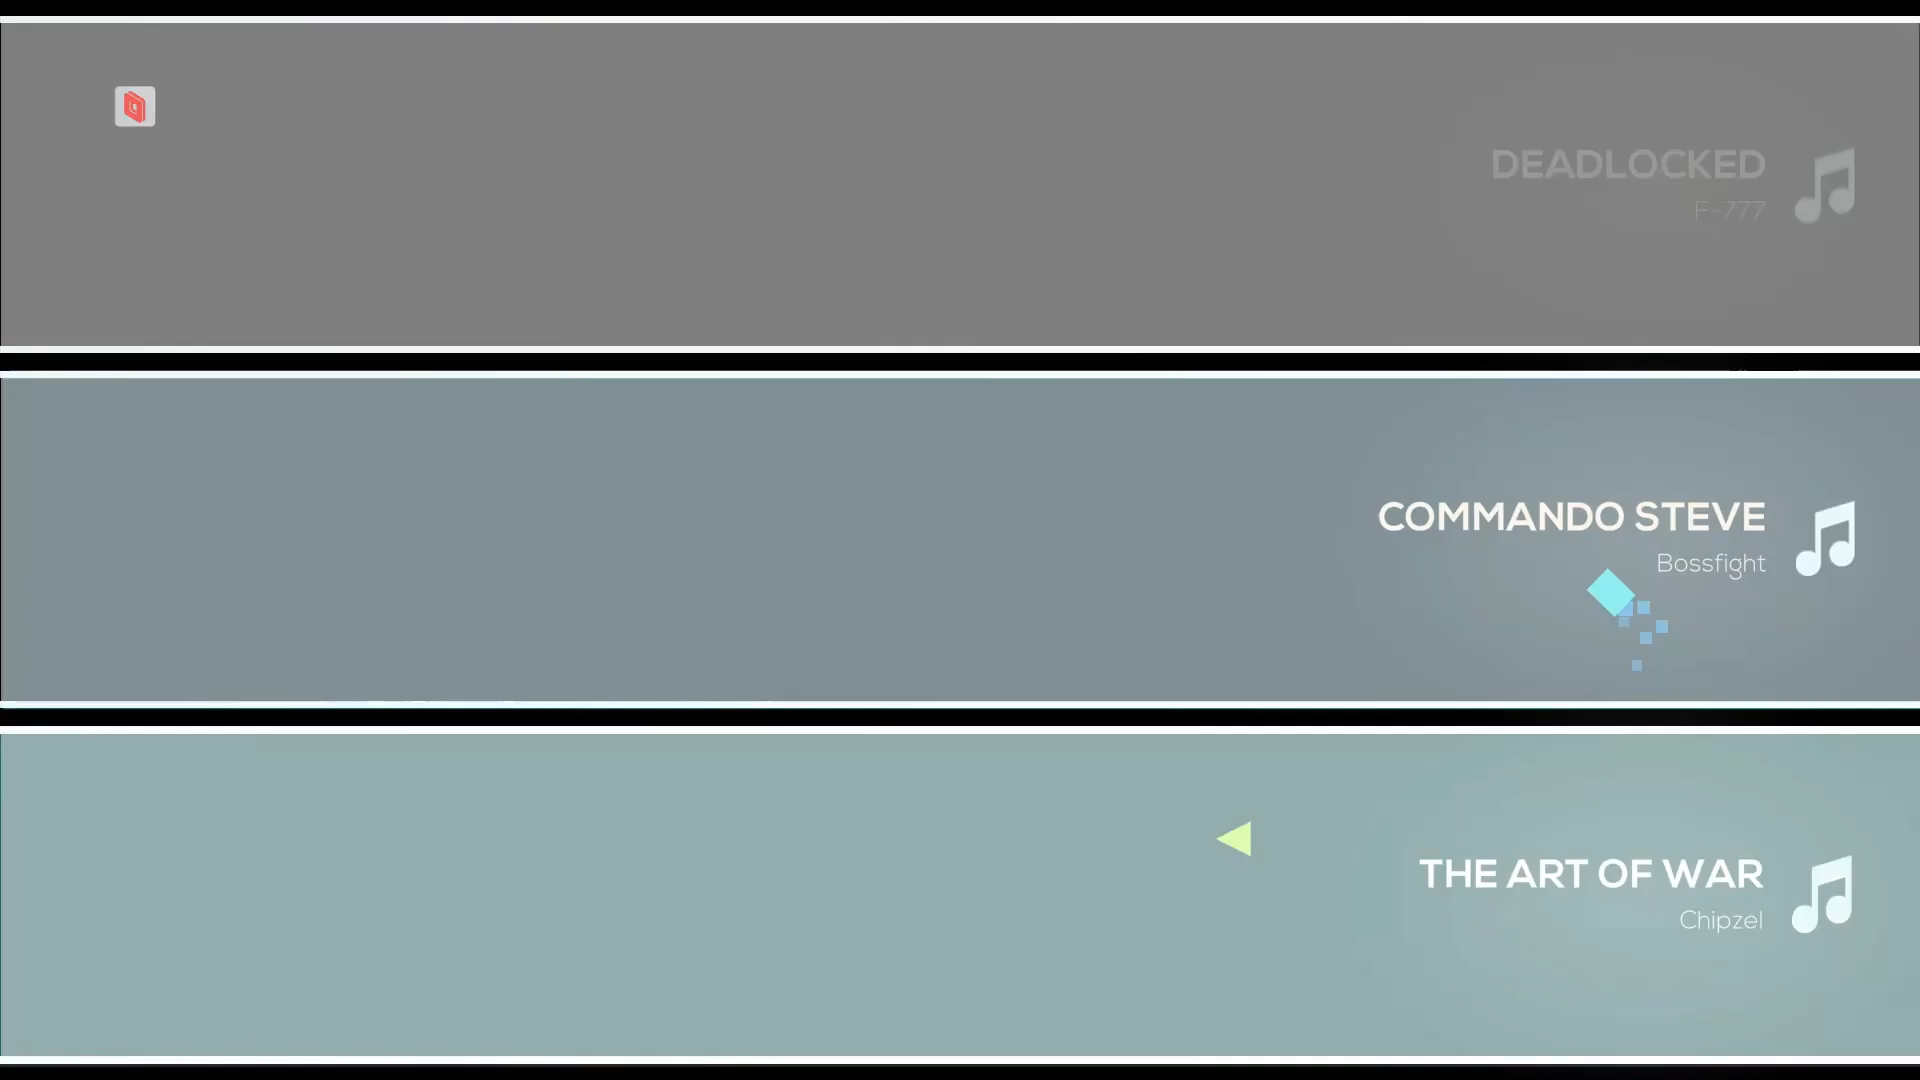 DEADLOCKED
F-777
COMMANDO STEVE
Bossfight
THE ART OF WAR
Chipzel